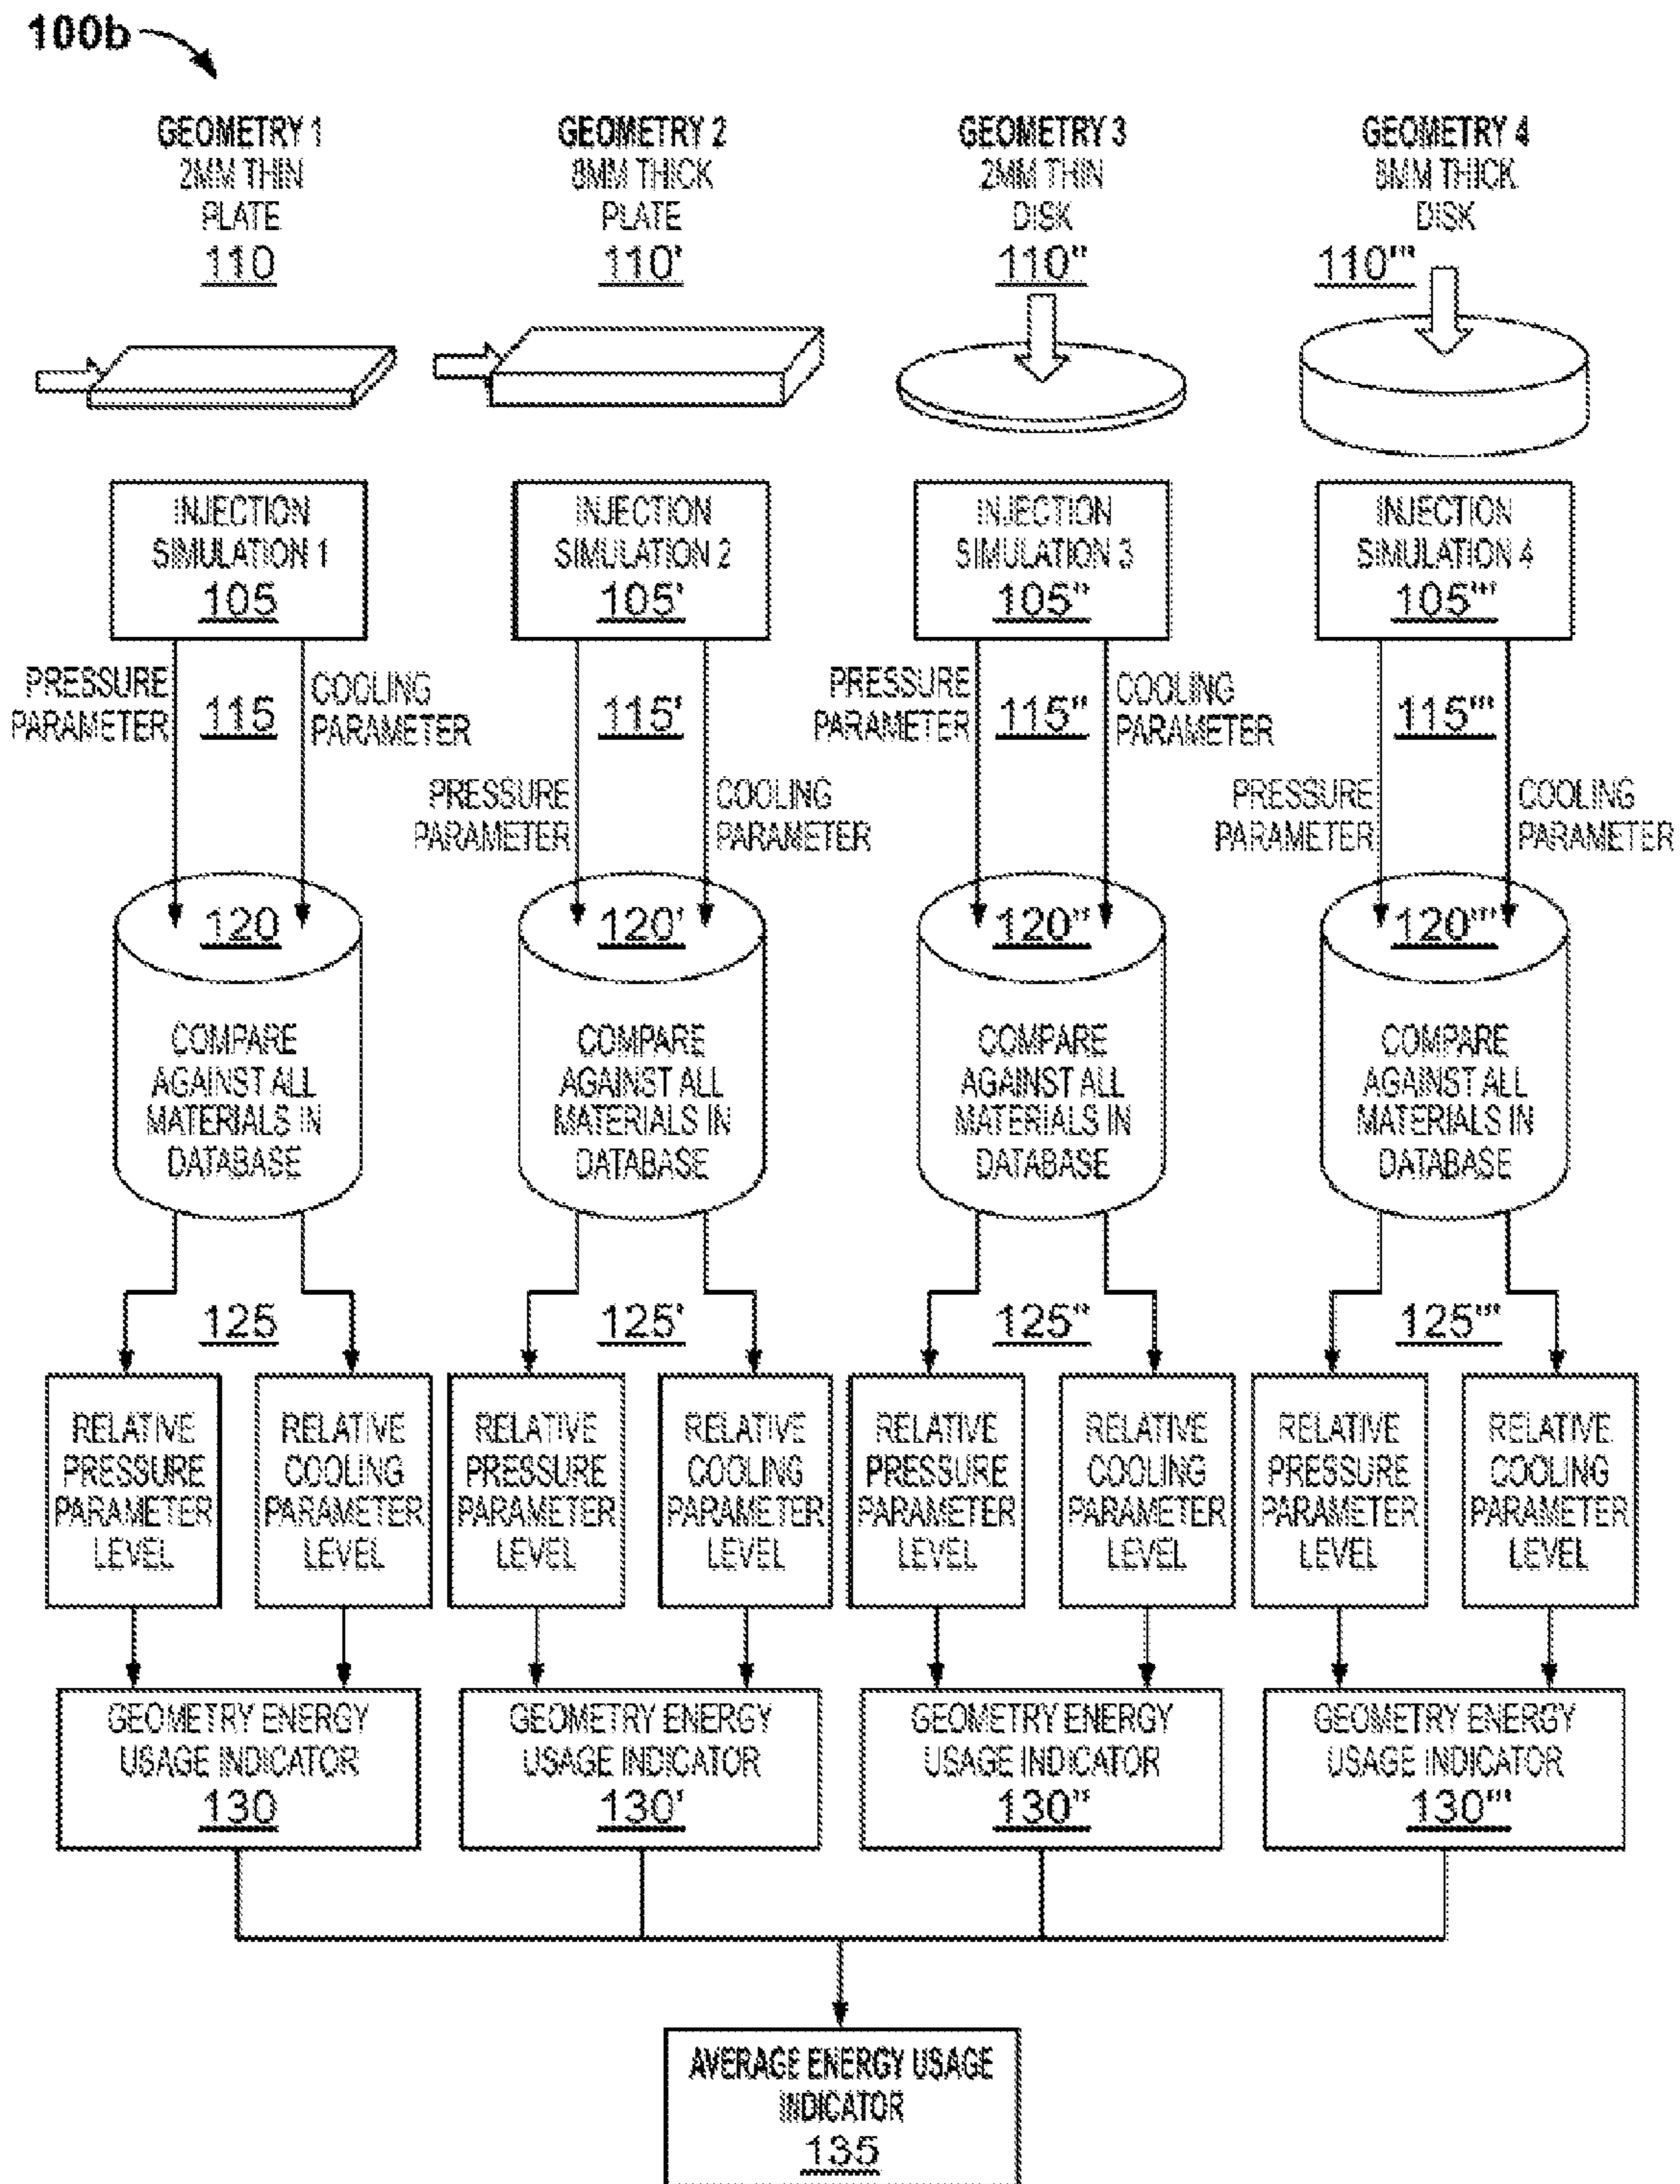 100b
GEOMETRY 1
2MM THIN
PLATE
110
GEOMETRY 2
8MM THICK
PLATE
110'
GEOMETRY 3
2MM THIN
DISK
110"
GEOMETRY 4
8MM THICK
DISK
110'"
INJECTION
SIMULATION 1
105
INJECTION
SIMULATION 2
105'
INJECTION
SIMULATION 3
105"
INJECTION
SIMULATION 4
105'"
PRESSURE
PARAMETER
115
COOLING
PARAMETER
PRESSURE
PARAMETER
115'
COOLING
PARAMETER
PRESSURE
PARAMETER
115"
COOLING
PARAMETER
PRESSURE
PARAMETER
115'"
COOLING
PARAMETER
120
COMPARE
AGAINST ALL
MATERIALS IN
DATABASE
120'
COMPARE
AGAINST ALL
MATERIALS IN
DATABASE
120"
COMPARE
AGAINST ALL
MATERIALS IN
DATABASE
120'"
COMPARE
AGAINST ALL
MATERIALS IN
DATABASE
125
125'
125"
125'"
RELATIVE
PRESSURE
PARAMETER
LEVEL
RELATIVE
COOLING
PARAMETER
LEVEL
RELATIVE
PRESSURE
PARAMETER
LEVEL
RELATIVE
COOLING
PARAMETER
LEVEL
RELATIVE
PRESSURE
PARAMETER
LEVEL
RELATIVE
COOLING
PARAMETER
LEVEL
RELATIVE
PRESSURE
PARAMETER
LEVEL
RELATIVE
COOLING
PARAMETER
LEVEL
GEOMETRY ENERGY
USAGE INDICATOR
130
GEOMETRY ENERGY
USAGE INDICATOR
130'
GEOMETRY ENERGY
USAGE INDICATOR
130"
GEOMETRY ENERGY
USAGE INDICATOR
130'"
AVERAGE ENERGY USAGE
INDICATOR
135